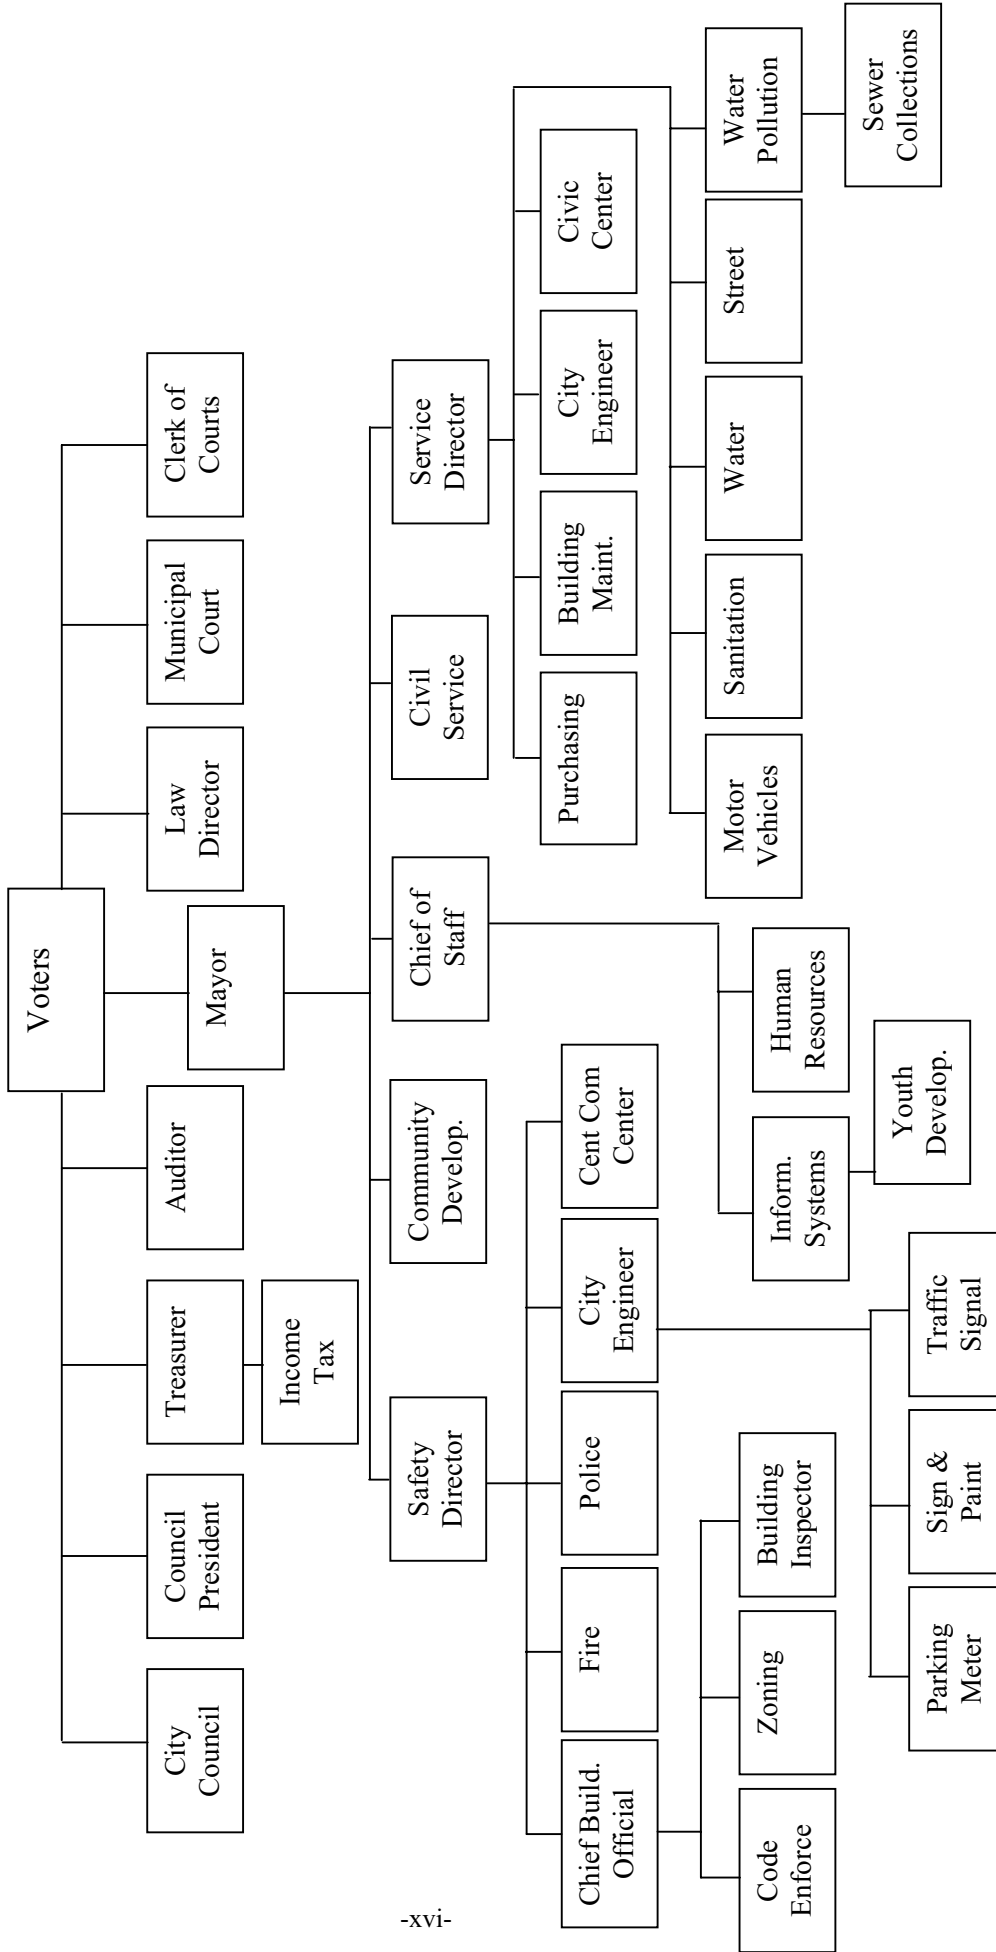 Voters
City
Council
Council
President
Treasurer
Auditor
Mayor
Law
Director
Municipal
Court
Clerk of
Courts
Income
Tax
Safety
Director
Community
Develop.
Chief of
Staff
Civil
Service
Service
Director
Chief Build.
Official
Fire
Police
City
Engineer
Cent Com
Center
Purchasing
Building
Maint.
City
Engineer
Civic
Center
Code
Enforce
Zoning
Building
Inspector
Inform.
Systems
Human
Resources
Motor
Vehicles
Sanitation
Water
Street
Water
Pollution
Parking
Meter
Sign &
Paint
Traffic
Signal
Youth
Develop.
Sewer
Collections
-xvi-